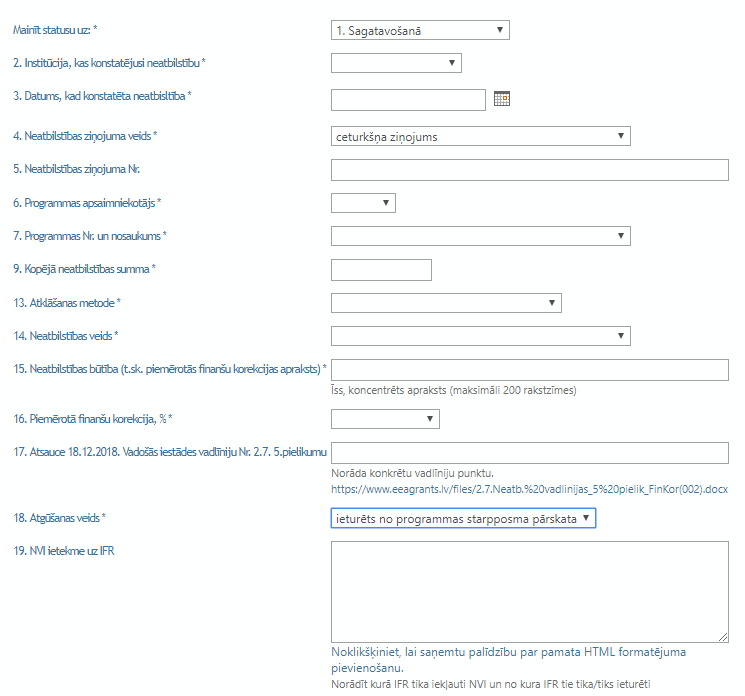 Mainīt statusu uz: *
1. Sagatavošanā
2. Institūcija, kas konstatējusi neatbilstību *
3. Datums, kad konstatēta neatbislтība *
4. Neatbilstības ziņojuma veids *
ceturkšņa ziņojums
5. Neatbilstības ziņojuma Nr.
6. Programmas apsaimniekotājs *
7. Programmas Nr. un nosaukums *
9. Kopējā neatbilstības summa *
13. Atklāšanas metode *
14. Neatbilstības veids *
15. Neatbilstības būtība (t.sk. piemērotās finanšu korekcijas apraksts) *
Īss, koncentrēts apraksts (maksimāli 200 rakstzīmes)
16. Piemērotā finanšu korekcija, % *
17. Atsauce 18.12.2018. Vadošās iestādes vadlīniju Nr. 2.7. 5.pielikumu
Norāda konkrētu vadlīniju punktu.
https://www.eeagrants.lv/files/2.7.Neatb.%20vadlinijas_5%20pielik_FinKor(002).docx
18. Atgūšanas veids *
ieturēts no programmas starpposma pārskata
19. NVI ietekme uz IFR
Noklikšķiniet, lai saņemtu palīdzību par pamata HTML formatējuma
pievienošanu.
Norādīt kurā IFR tika iekļauti NVI un no kura IFR tie tika/tiks ieturēti